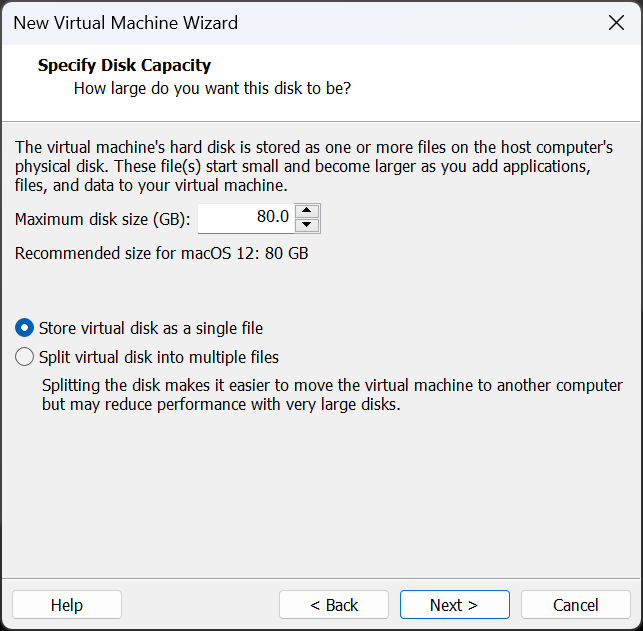 New Virtual Machine Wizard
Specify Disk Capacity
How large do you want this disk to be?
The virtual machine's hard disk is stored as one or more files on the host computer's
physical disk. These file(s) start small and become larger as you add applications,
files, and data to your virtual machine.
Maximum disk size (GB): 80.0
Recommended size for macOS 12: 80 GB
Store virtual disk as a single file
Split virtual disk into multiple files
Splitting the disk makes it easier to move the virtual machine to another computer
but may reduce performance with very large disks.
Help < Back Next > Cancel